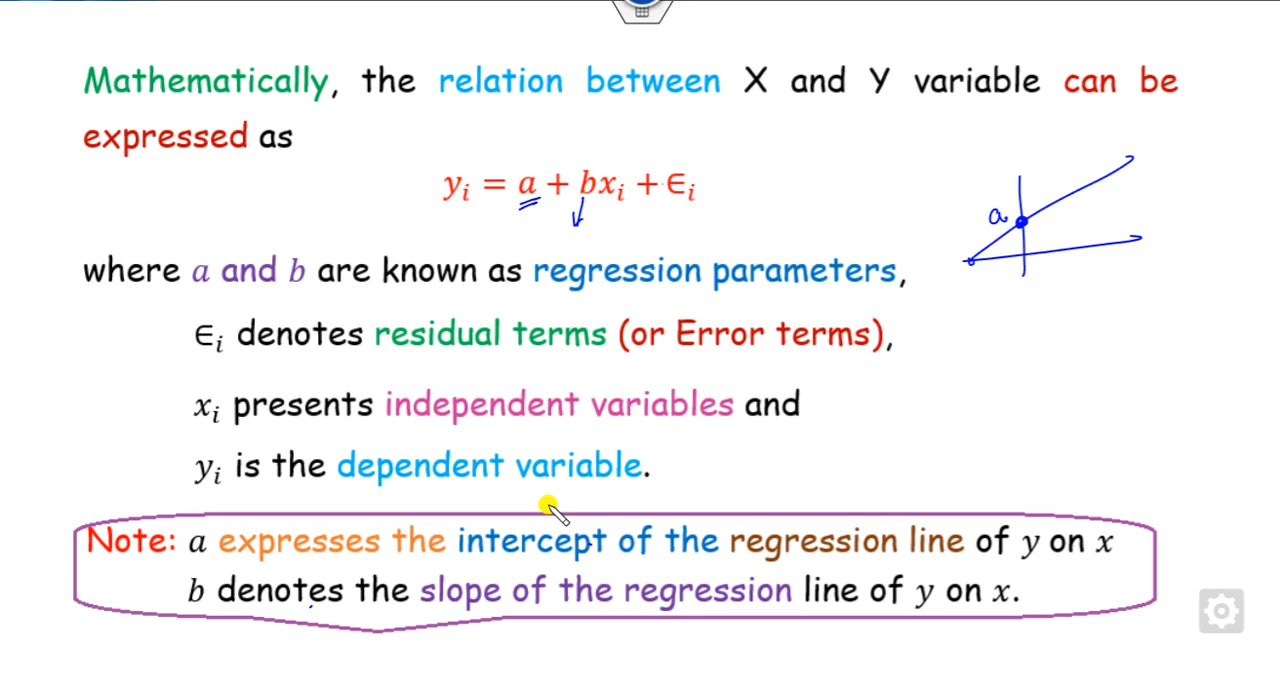 Mathematically, the relation between X and Y variable can be
expressed as
yᵢ = a + bxᵢ + ∈ᵢ
a
where a and b are known as regression parameters,
∈ᵢ denotes residual terms (or Error terms),
xᵢ presents independent variables and
yᵢ is the dependent variable.
Note: a expresses the intercept of the regression line of y on x
b denotes the slope of the regression line of y on x.